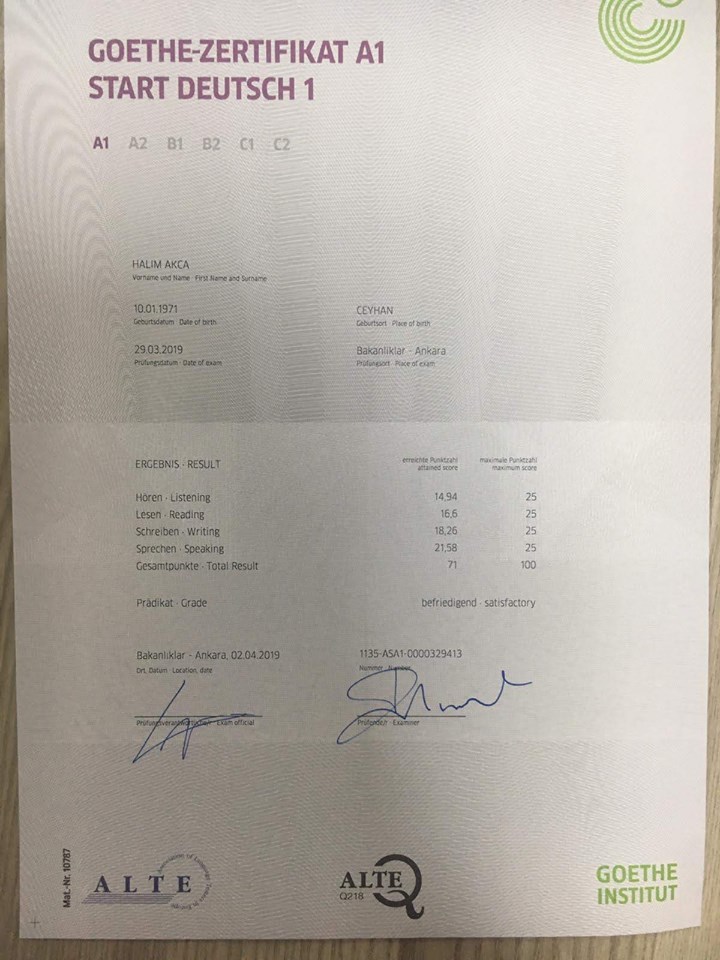 GOETHE-ZERTIFIKAT A1
START DEUTSCH 1
A1 A2 B1 B2 C1 C2
HALIM AKCA
Vorname und Name · First Name and Surname
10.01.1971 CEYHAN
Geburtsdatum · Date of birth Geburtsort · Place of birth
29.03.2019 Bakanliklar - Ankara
Prüfungsdatum · Date of exam Prüfungsort · Place of exam
ERGEBNIS · RESULT erreichte Punktzahl maximale Punktzahl
attained score maximum score
Hören · Listening 14,94 25
Lesen · Reading 16,6 25
Schreiben · Writing 18,26 25
Sprechen · Speaking 21,58 25
Gesamtpunkte · Total Result 71 100
Prädikat · Grade befriedigend · satisfactory
Bakanliklar - Ankara, 02.04.2019 1135-ASA1-0000329413
Ort, Datum · Location, date Nummer · Number
Prüfungsverantwortliche/r · Exam official Prüfende/r · Examiner
Mat.-Nr. 10787
ALTE
ALTE
Q218
GOETHE
INSTITUT